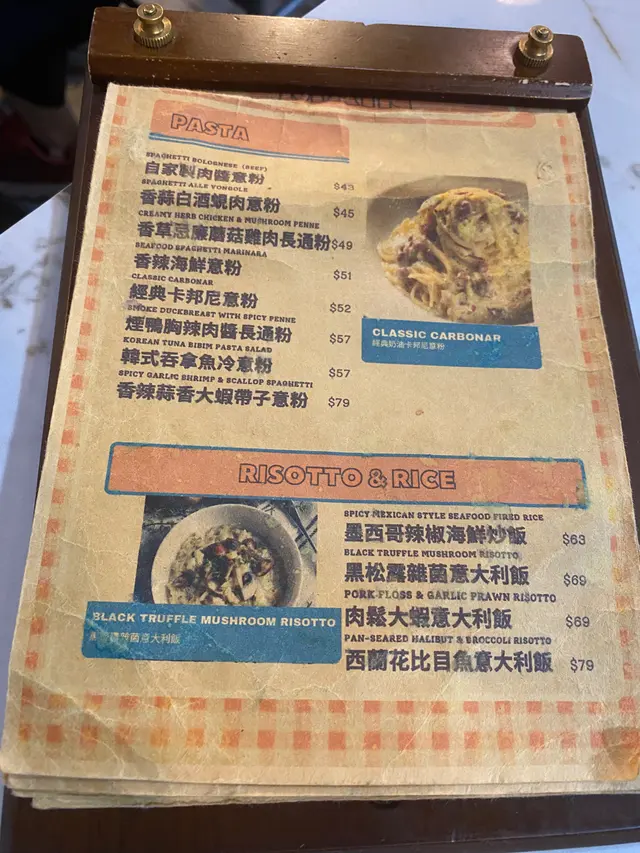 PASTA
SPAGHETTI BOLOGNESE (BEEF)
自家製肉醬意粉 $43
SPAGHETTI ALLE VONGOLE
香蒜白酒蜆肉意粉 $45
CREAMY HERB CHICKEN & MUSHROOM PENNE
香草忌廉蘑菇雞肉長通粉 $49
SEAFOOD SPAGHETTI MARINARA
香辣海鮮意粉 $51
CLASSIC CARBONAR
經典卡邦尼意粉 $52
SMOKE DUCKBREAST WITH SPICY PENNE
煙鴨胸辣肉醬長通粉 $57
KOREAN TUNA BIBIM PASTA SALAD
韓式吞拿魚冷意粉 $57
SPICY GARLIC SHRIMP & SCALLOP SPAGHETTI
香辣蒜香大蝦帶子意粉 $79
CLASSIC CARBONAR
經典奶油卡邦尼意粉
RISOTTO & RICE
SPICY MEXICAN STYLE SEAFOOD FIRED RICE
墨西哥辣椒海鮮炒飯 $63
BLACK TRUFFLE MUSHROOM RISOTTO
黑松露雜菌意大利飯 $69
PORK FLOSS & GARLIC PRAWN RISOTTO
肉鬆大蝦意大利飯 $69
PAN-SEARED HALIBUT & BROCCOLI RISOTTO
西蘭花比目魚意大利飯 $79
BLACK TRUFFLE MUSHROOM RISOTTO
菌意大利飯